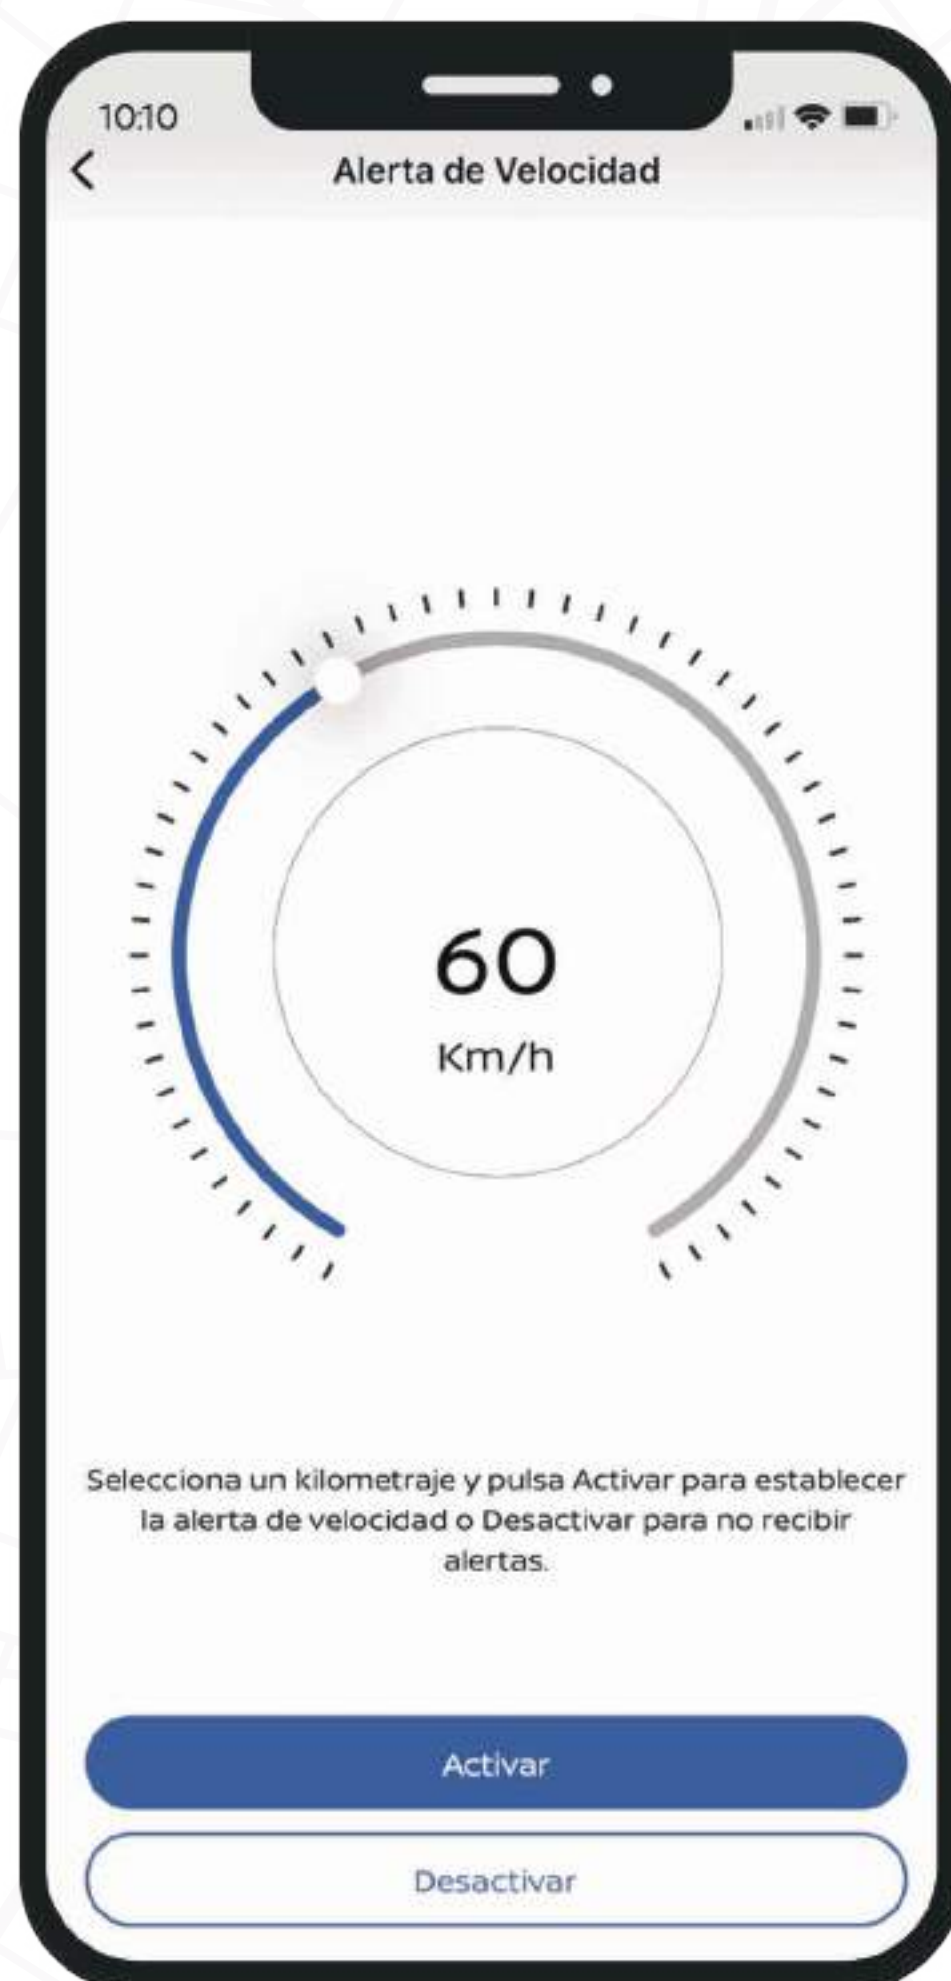 10:10
Alerta de Velocidad
60
Km/h
Selecciona un kilometraje y pulsa Activar para establecer
la alerta de velocidad o Desactivar para no recibir
alertas.
Activar
Desactivar